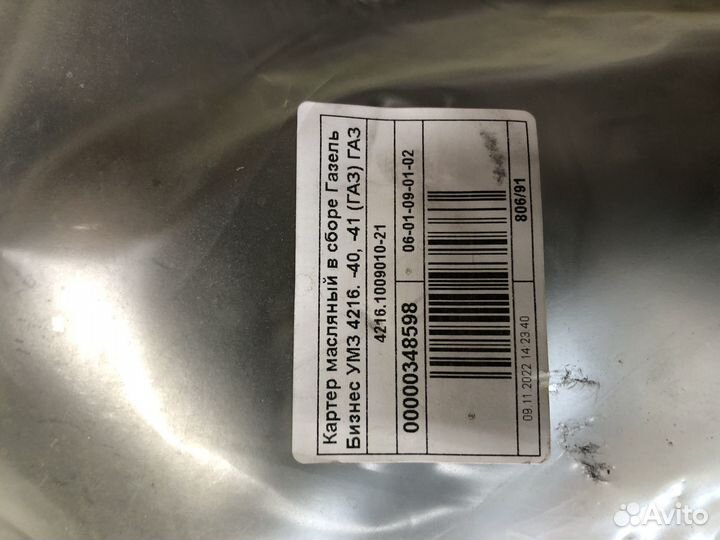 Картер масляный в сборе Газель
Бизнес УМЗ 4216. -40, -41 (ГАЗ) ГАЗ
4216.1009010-21
00000348598 06-01-09-01-02
09.11.2022 14:23:40 806/91
Avito